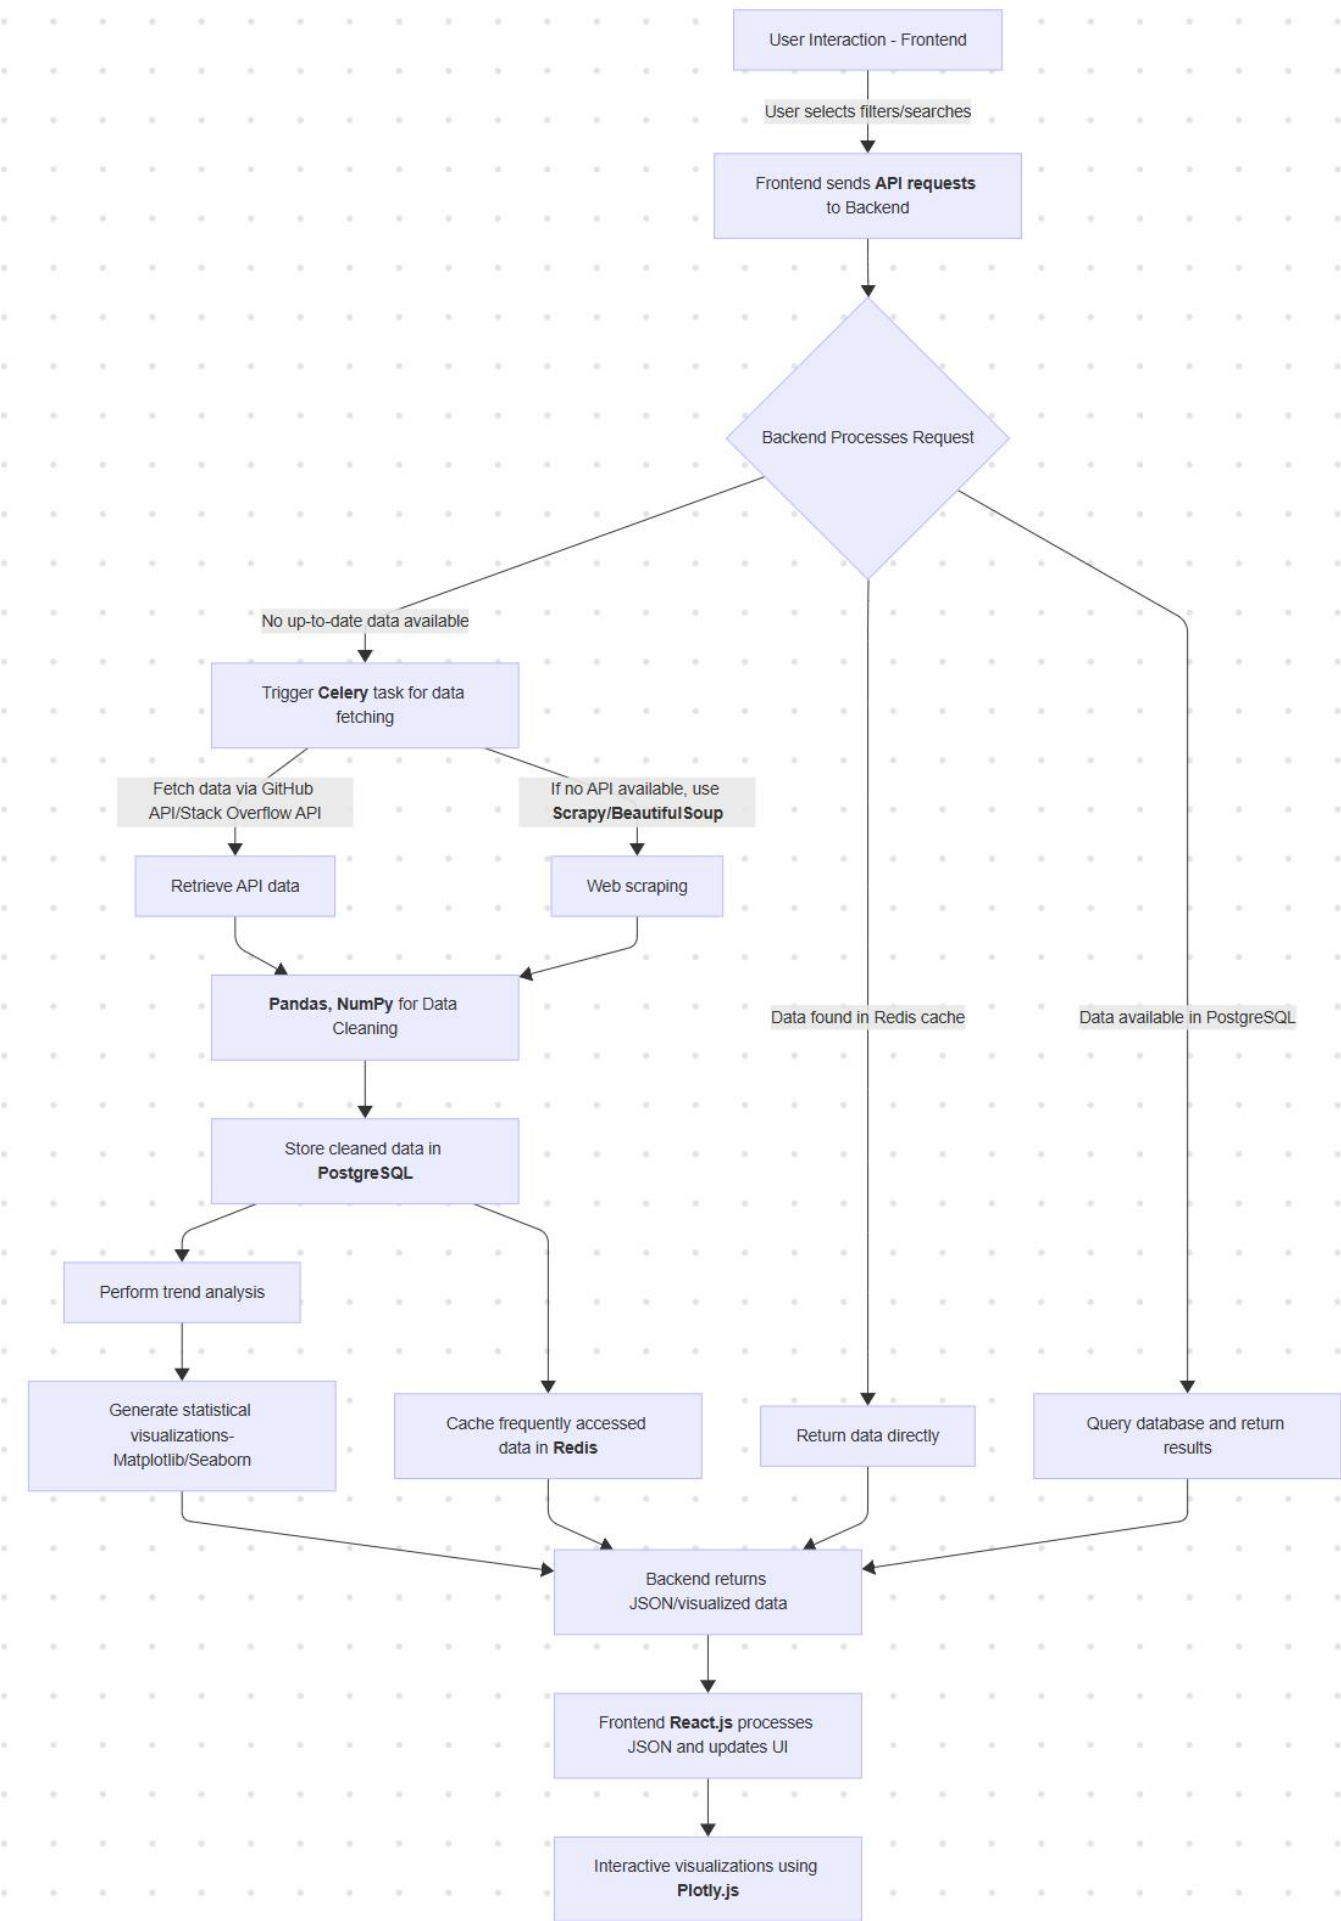 User Interaction - Frontend
User selects filters/searches
Frontend sends API requests
to Backend
Backend Processes Request
No up-to-date data available
Trigger Celery task for data
fetching
Fetch data via GitHub
API/Stack Overflow API
If no API available, use
Scrapy/BeautifulSoup
Retrieve API data
Web scraping
Pandas, NumPy for Data
Cleaning
Data found in Redis cache
Data available in PostgreSQL
Store cleaned data in
PostgreSQL
Perform trend analysis
Generate statistical
visualizations-
Matplotlib/Seaborn
Cache frequently accessed
data in Redis
Return data directly
Query database and return
results
Backend returns
JSON/visualized data
Frontend React.js processes
JSON and updates UI
Interactive visualizations using
Plotly.js